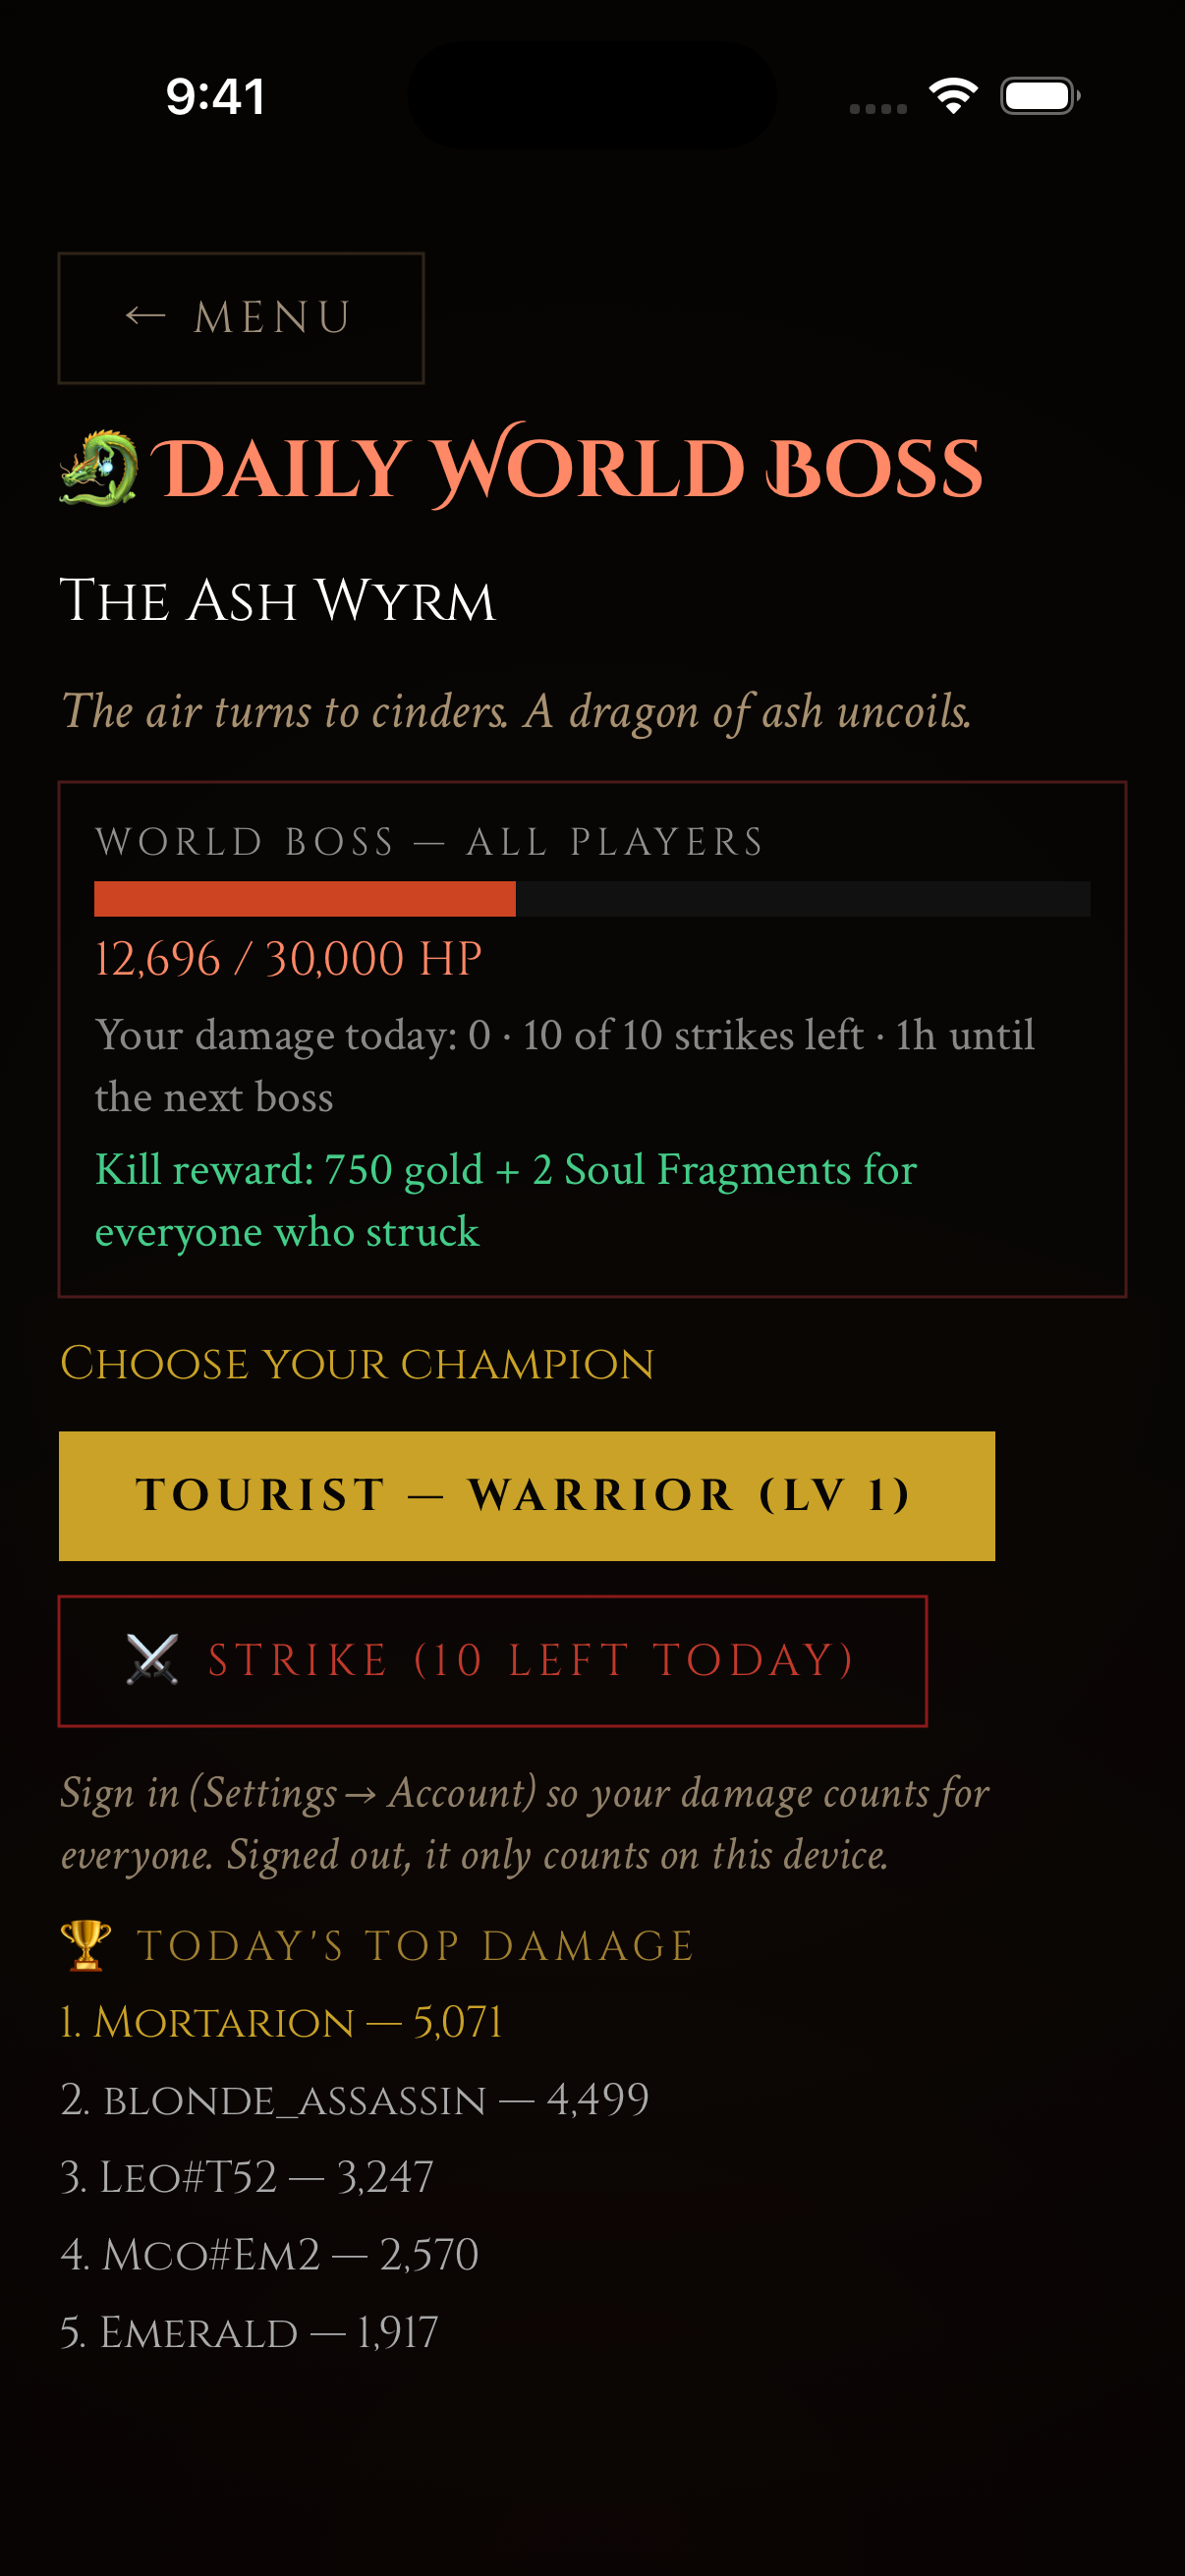 9:41
← MENU
Daily World Boss
The Ash Wyrm
The air turns to cinders. A dragon of ash uncoils.
WORLD BOSS — ALL PLAYERS
12,696 / 30,000 HP
Your damage today: 0 · 10 of 10 strikes left · 1h until
the next boss
Kill reward: 750 gold + 2 Soul Fragments for
everyone who struck
Choose your champion
TOURIST — WARRIOR (LV 1)
STRIKE (10 LEFT TODAY)
Sign in (Settings → Account) so your damage counts for
everyone. Signed out, it only counts on this device.
TODAY'S TOP DAMAGE
1. Mortarion — 5,071
2. blonde_assassin — 4,499
3. Leo#T52 — 3,247
4. Mco#Em2 — 2,570
5. Emerald — 1,917